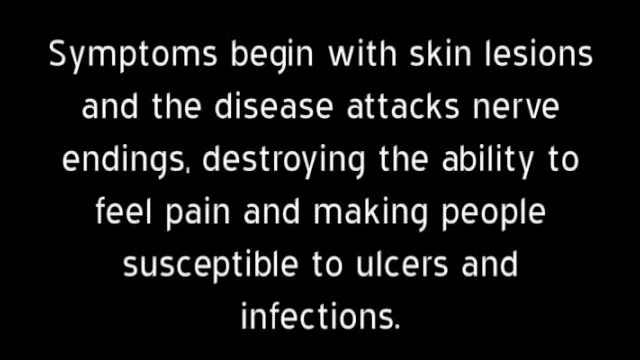 Symptoms begin with skin lesions
and the disease attacks nerve
endings, destroying the ability to
feel pain and making people
susceptible to ulcers and
infections.